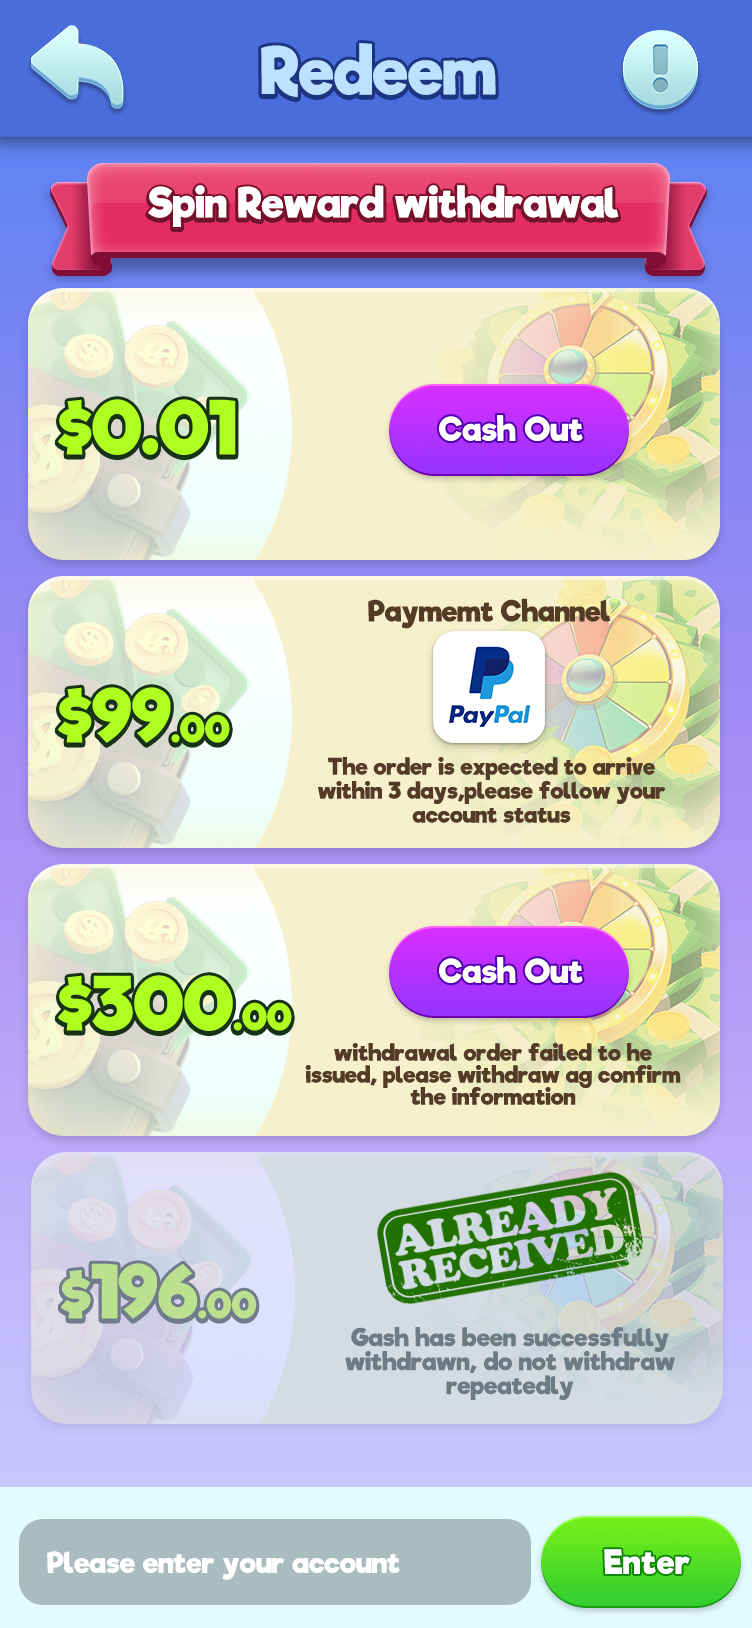 Redeem
Spin Reward withdrawal
$0.01
Cash Out
Paymemt Channel
PayPal
$99.00
The order is expected to arrive
within 3 days,please follow your
account status
Cash Out
$300.00
withdrawal order failed to he
issued, please withdraw ag confirm
the information
ALREADY
RECEIVED
$196.00
Gash has been successfully
withdrawn, do not withdraw
repeatedly
Please enter your account
Enter